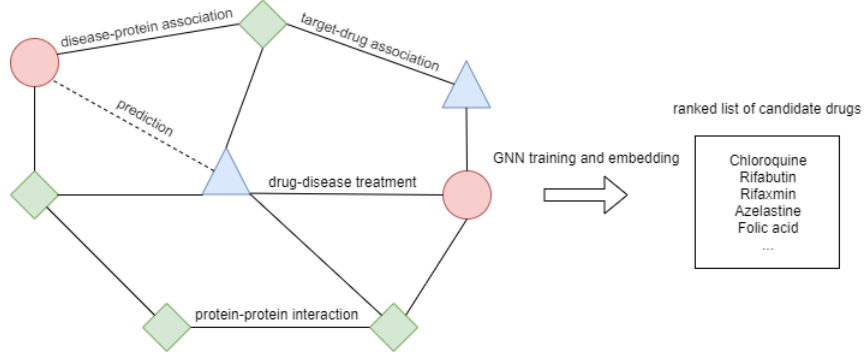 disease-protein association
target-drug association
prediction
drug-disease treatment
protein-protein interaction
GNN training and embedding
ranked list of candidate drugs
Chloroquine
Rifabutin
Rifaxmin
Azelastine
Folic acid
...